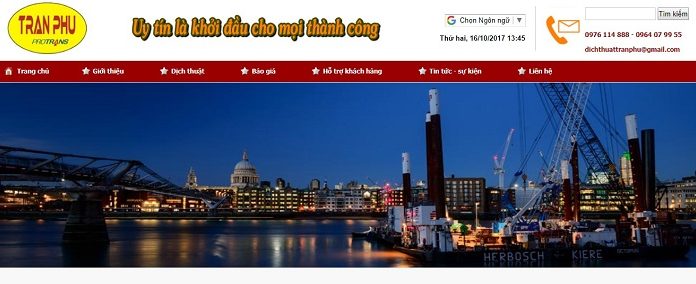 TRAN PHU
PROTRANS
Uy tín là khởi đầu cho mọi thành công
Chọn Ngôn ngữ ▼
Thứ hai, 16/10/2017 13:45
Tìm kiếm
0976 114 888 - 0964 07 99 55
dichthuattranphu@gmail.com
Trang chủ
Giới thiệu
Dịch thuật
Báo giá
Hỗ trợ khách hàng
Tin tức - sự kiện
Liên hệ
HERBOSCH KIERE